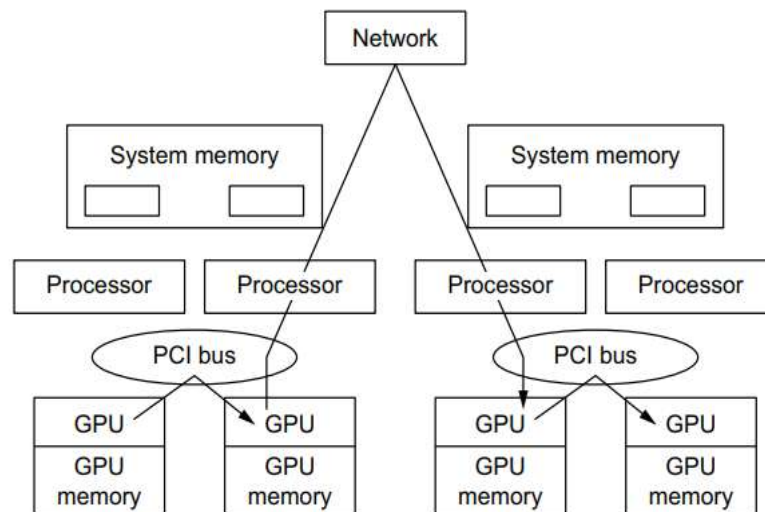 Network
System memory
System memory
Processor
Processor
Processor
Processor
PCI bus
PCI bus
GPU
GPU
GPU
GPU
GPU
memory
GPU
memory
GPU
memory
GPU
memory